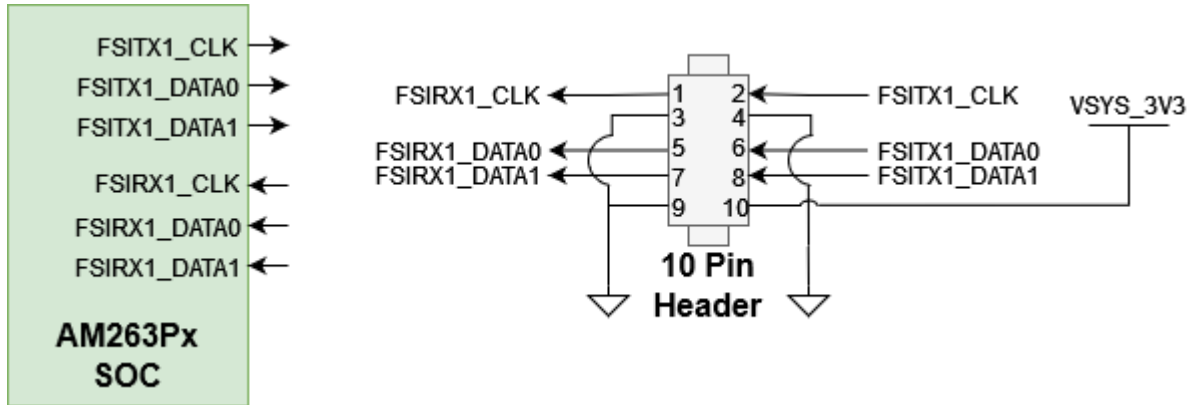 FSITX1_CLK
FSITX1_DATA0
FSITX1_DATA1
FSIRX1_CLK
FSIRX1_DATA0
FSIRX1_DATA1
AM263Px
SOC
FSIRX1_CLK 1 2 FSITX1_CLK
3 4
FSIRX1_DATA0 5 6 FSITX1_DATA0
FSIRX1_DATA1 7 8 FSITX1_DATA1
9 10
10 Pin
Header
VSYS_3V3